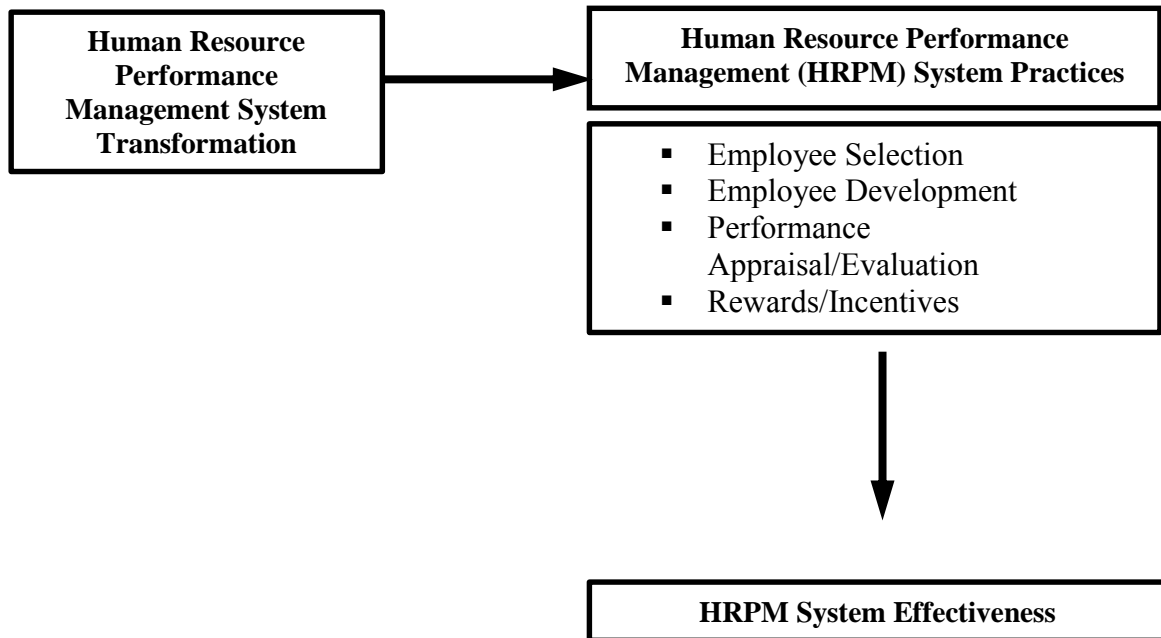 Human Resource
Performance
Management System
Transformation
Human Resource Performance
Management (HRPM) System Practices
▪ Employee Selection
▪ Employee Development
▪ Performance
Appraisal/Evaluation
▪ Rewards/Incentives
HRPM System Effectiveness